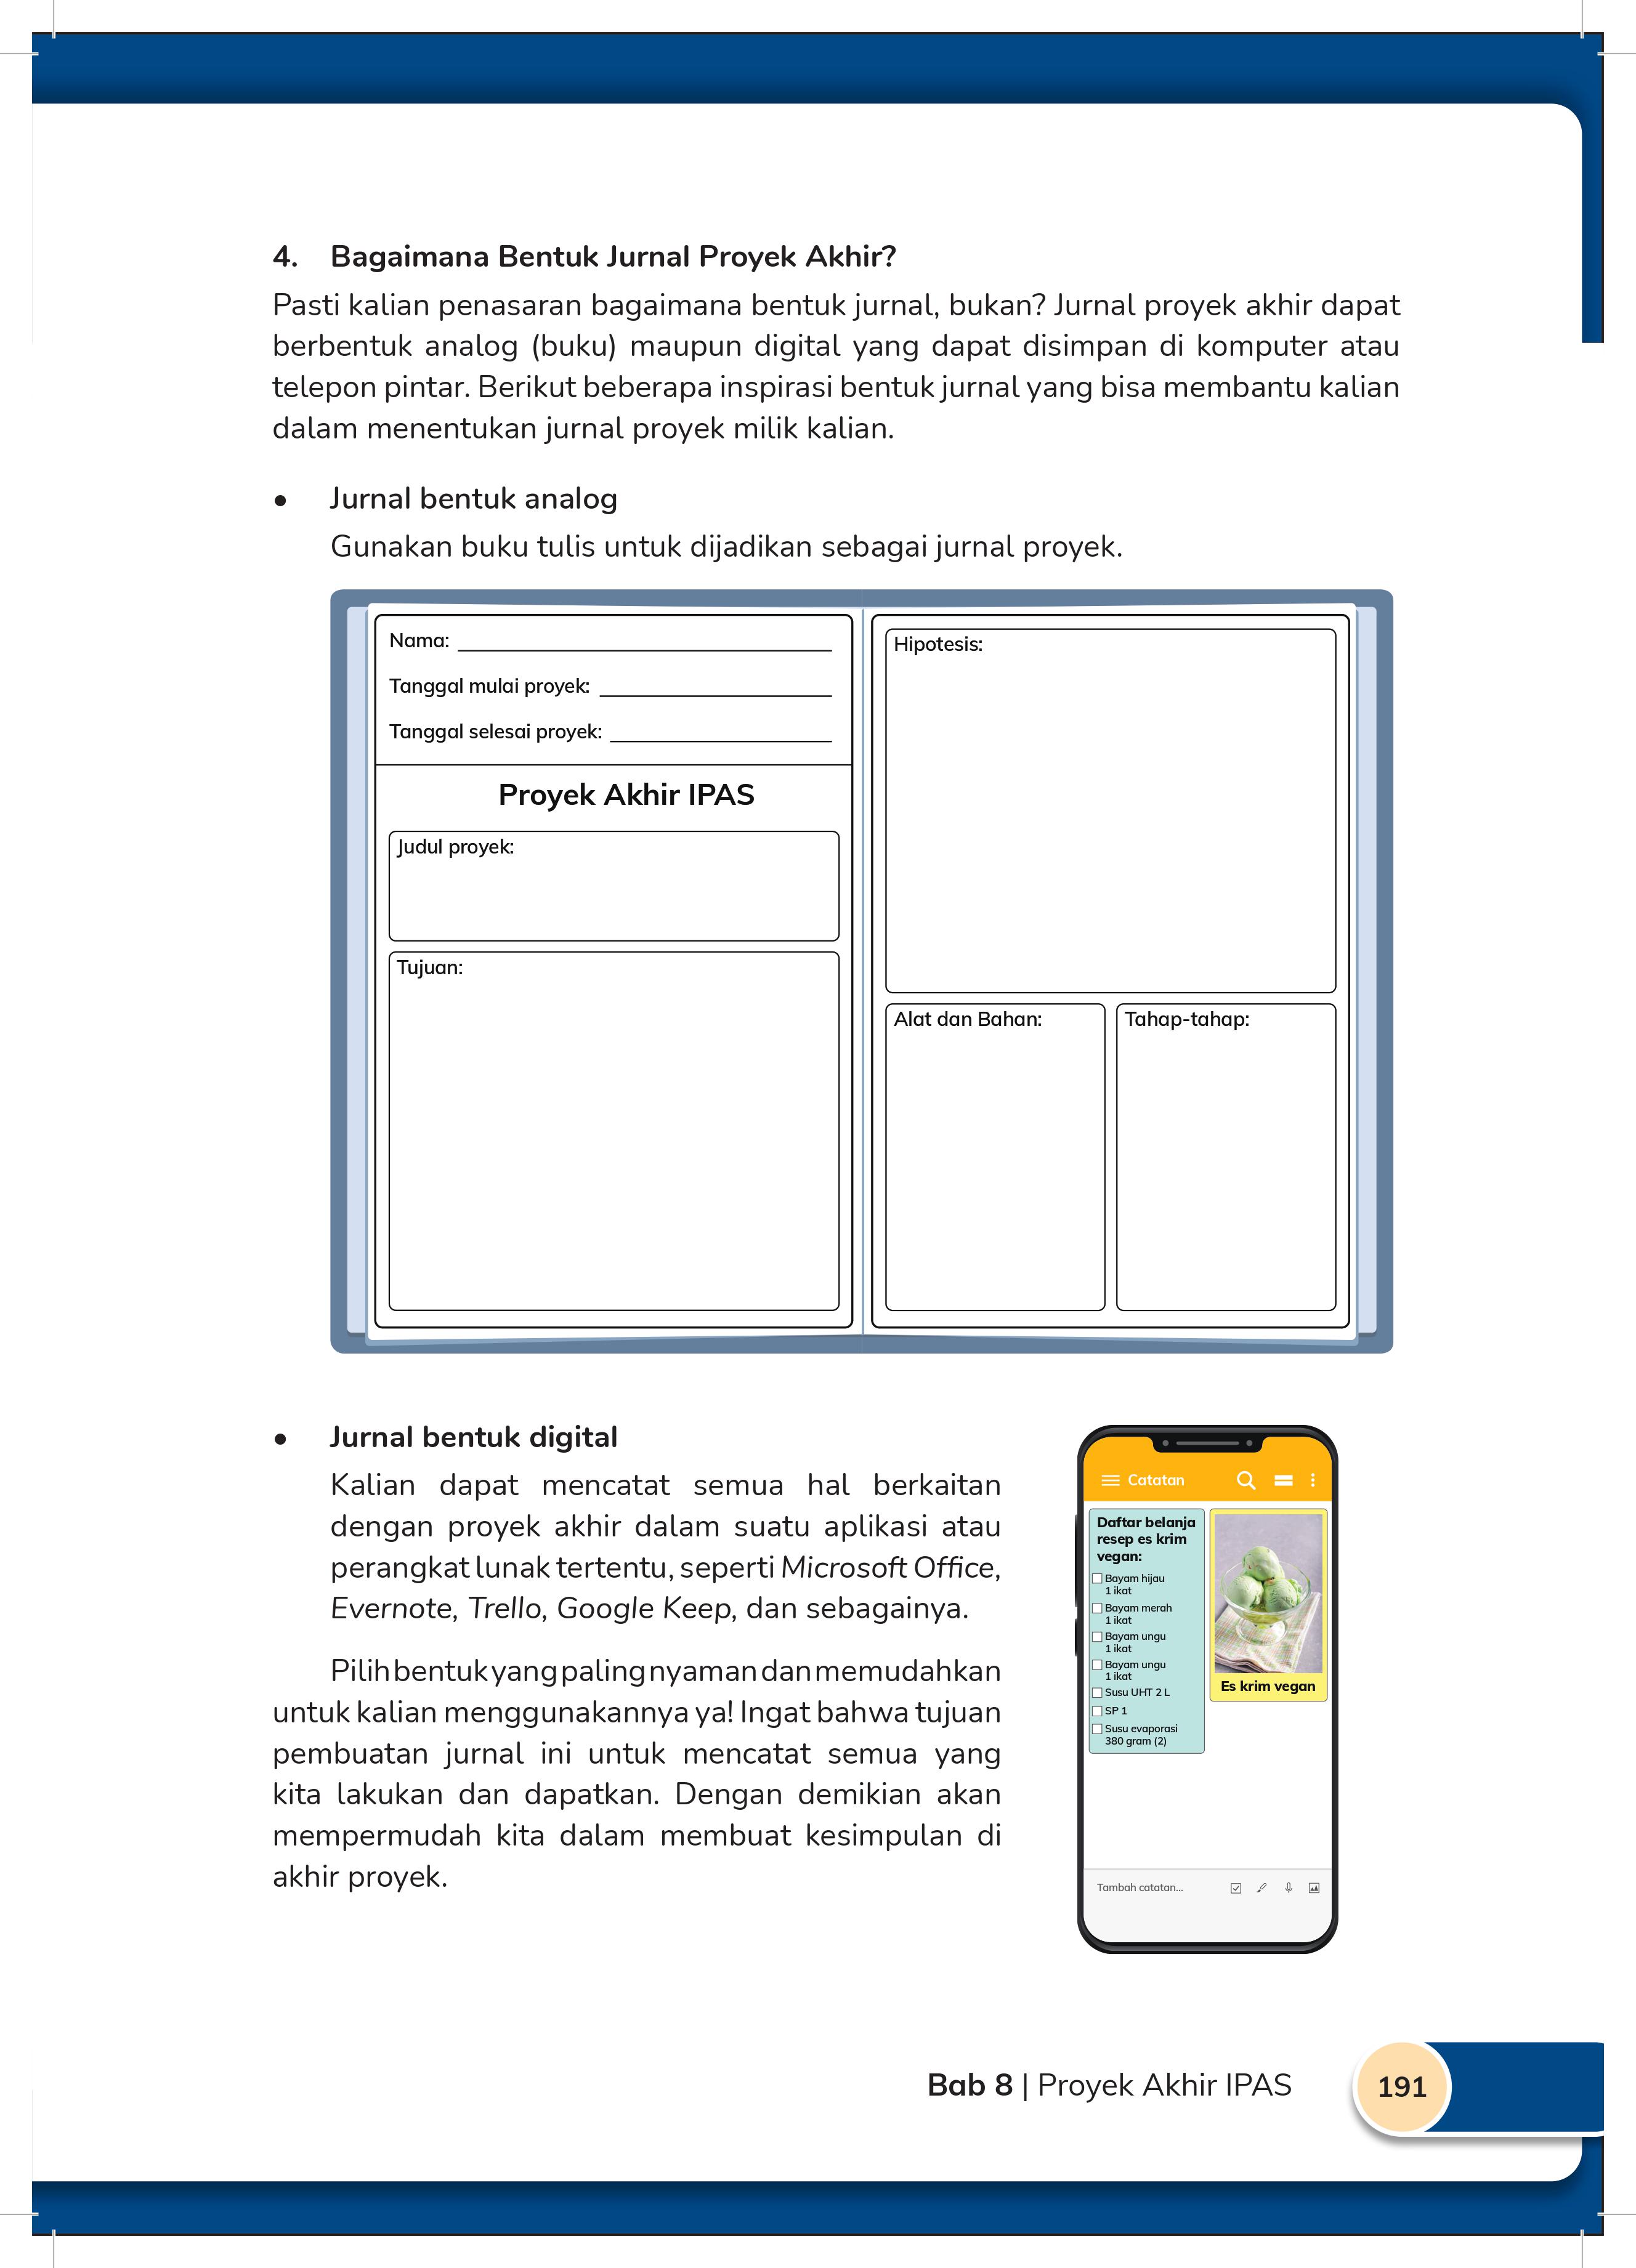 4. Bagaimana Bentuk Jurnal Proyek Akhir?
Pasti kalian penasaran bagaimana bentuk jurnal, bukan? Jurnal proyek akhir dapat
berbentuk analog (buku) maupun digital yang dapat disimpan di komputer atau
telepon pintar. Berikut beberapa inspirasi bentuk jurnal yang bisa membantu kalian
dalam menentukan jurnal proyek milik kalian.
• Jurnal bentuk analog
Gunakan buku tulis untuk dijadikan sebagai jurnal proyek.
Nama:
Tanggal mulai proyek:
Tanggal selesai proyek:
Proyek Akhir IPAS
Judul proyek:
Tujuan:
Hipotesis:
Alat dan Bahan:
Tahap-tahap:
• Jurnal bentuk digital
Kalian dapat mencatat semua hal berkaitan
dengan proyek akhir dalam suatu aplikasi atau
perangkat lunak tertentu, seperti Microsoft Office,
Evernote, Trello, Google Keep, dan sebagainya.
Pilih bentuk yang paling nyaman dan memudahkan
untuk kalian menggunakannya ya! Ingat bahwa tujuan
pembuatan jurnal ini untuk mencatat semua yang
kita lakukan dan dapatkan. Dengan demikian akan
mempermudah kita dalam membuat kesimpulan di
akhir proyek.
Catatan
Daftar belanja
resep es krim
vegan:
Bayam hijau
1 ikat
Bayam merah
1 ikat
Bayam ungu
1 ikat
Bayam ungu
1 ikat
Susu UHT 2 L
SP 1
Susu evaporasi
380 gram (2)
Es krim vegan
Tambah catatan...
Bab 8 | Proyek Akhir IPAS
191